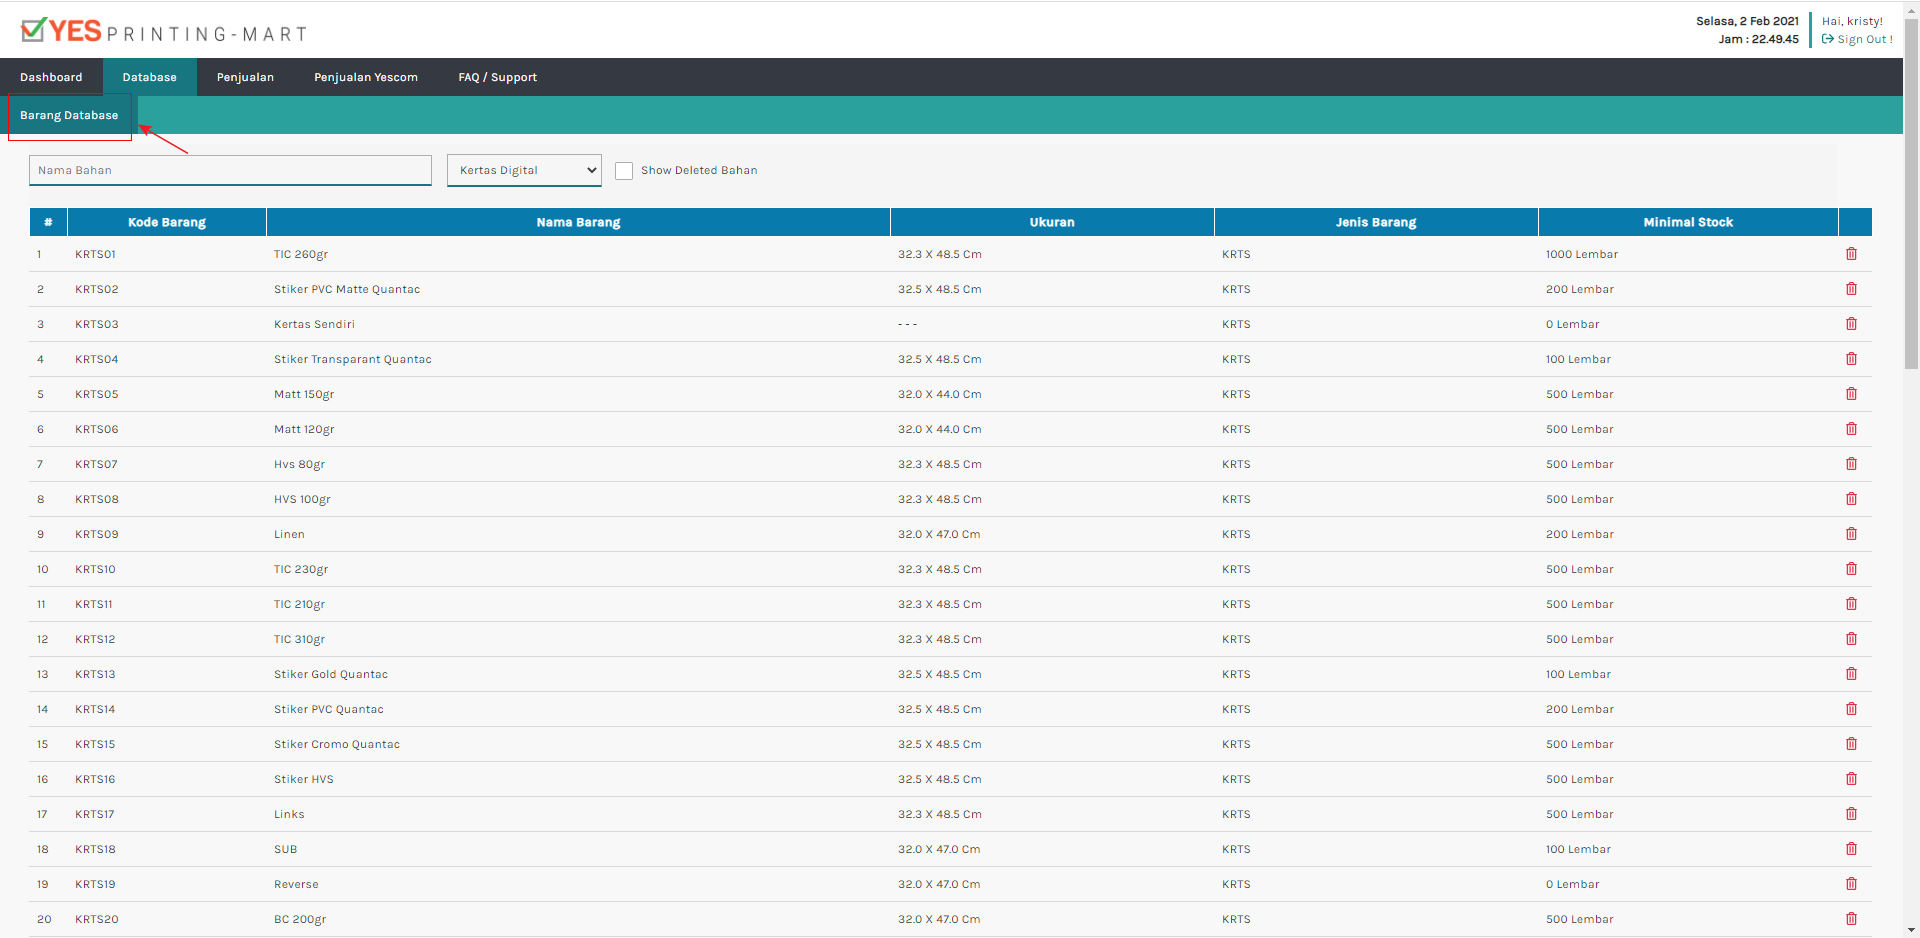 YES PRINTING-MART
Selasa, 2 Feb 2021
Jam : 22.49.45
Hai, kristy!
Sign Out !
Dashboard Database Penjualan Penjualan Yescom FAQ / Support
Barang Database
Nama Bahan Kertas Digital Show Deleted Bahan
# Kode Barang Nama Barang Ukuran Jenis Barang Minimal Stock
1 KRTS01 TIC 260gr 32.3 X 48.5 Cm KRTS 1000 Lembar
2 KRTS02 Stiker PVC Matte Quantac 32.5 X 48.5 Cm KRTS 200 Lembar
3 KRTS03 Kertas Sendiri - - - KRTS 0 Lembar
4 KRTS04 Stiker Transparant Quantac 32.5 X 48.5 Cm KRTS 100 Lembar
5 KRTS05 Matt 150gr 32.0 X 44.0 Cm KRTS 500 Lembar
6 KRTS06 Matt 120gr 32.0 X 44.0 Cm KRTS 500 Lembar
7 KRTS07 Hvs 80gr 32.3 X 48.5 Cm KRTS 500 Lembar
8 KRTS08 HVS 100gr 32.3 X 48.5 Cm KRTS 500 Lembar
9 KRTS09 Linen 32.0 X 47.0 Cm KRTS 200 Lembar
10 KRTS10 TIC 230gr 32.3 X 48.5 Cm KRTS 500 Lembar
11 KRTS11 TIC 210gr 32.3 X 48.5 Cm KRTS 500 Lembar
12 KRTS12 TIC 310gr 32.3 X 48.5 Cm KRTS 500 Lembar
13 KRTS13 Stiker Gold Quantac 32.5 X 48.5 Cm KRTS 100 Lembar
14 KRTS14 Stiker PVC Quantac 32.5 X 48.5 Cm KRTS 200 Lembar
15 KRTS15 Stiker Cromo Quantac 32.5 X 48.5 Cm KRTS 500 Lembar
16 KRTS16 Stiker HVS 32.5 X 48.5 Cm KRTS 500 Lembar
17 KRTS17 Links 32.3 X 48.5 Cm KRTS 500 Lembar
18 KRTS18 SUB 32.0 X 47.0 Cm KRTS 100 Lembar
19 KRTS19 Reverse 32.0 X 47.0 Cm KRTS 0 Lembar
20 KRTS20 BC 200gr 32.0 X 47.0 Cm KRTS 500 Lembar